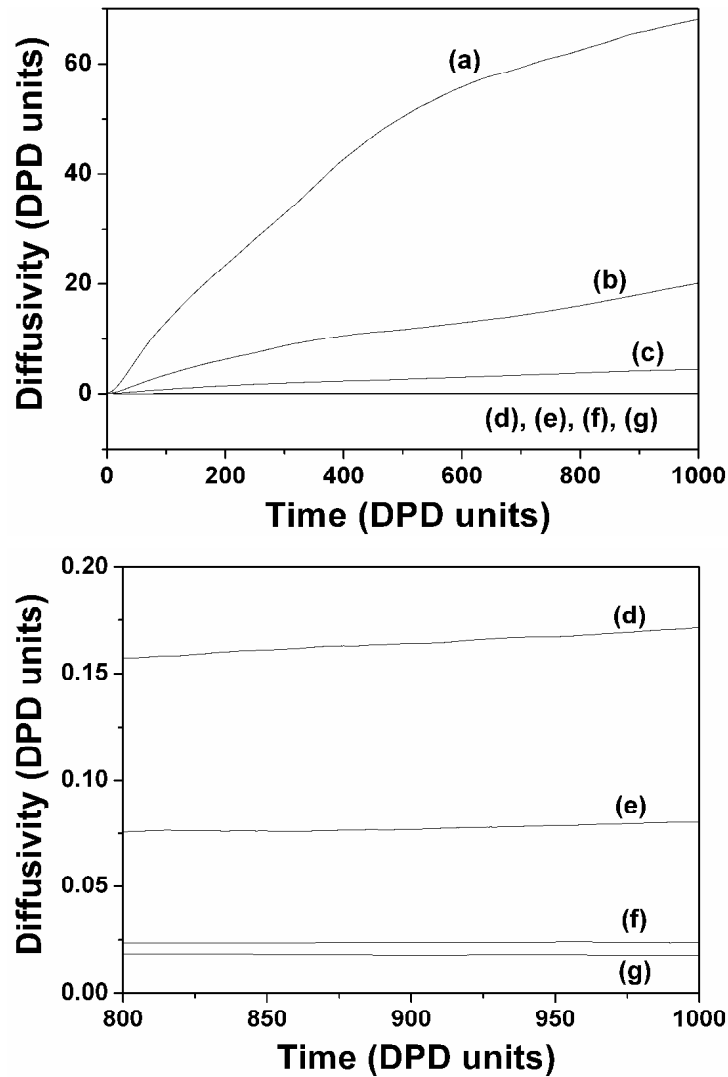 Diffusivity (DPD units)
60
40
20
0
(a)
(b)
(c)
(d), (e), (f), (g)
0 200 400 600 800 1000
Time (DPD units)
Diffusivity (DPD units)
0.20
0.15
0.10
0.05
0.00
(d)
(e)
(f)
(g)
800 850 900 950 1000
Time (DPD units)